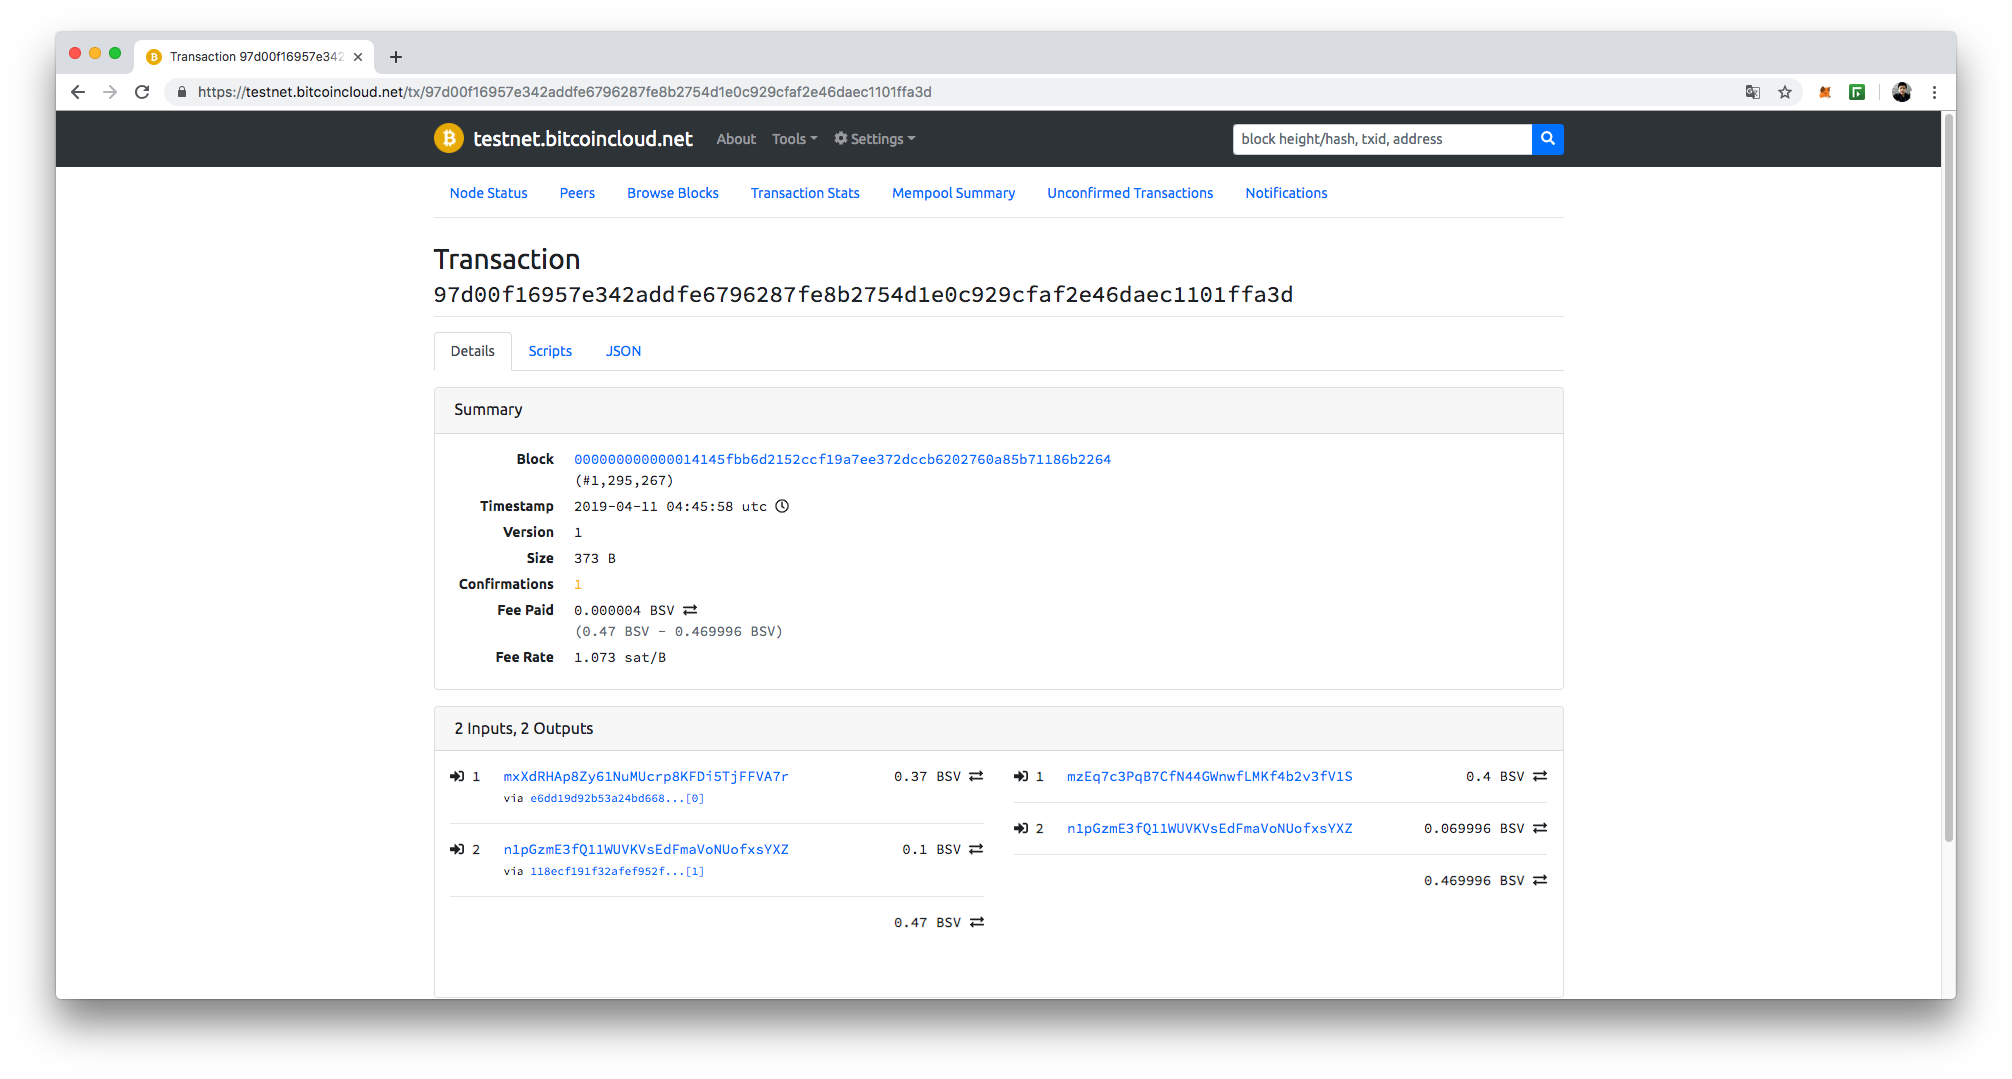 Transaction 97d00f16957e342
https://testnet.bitcoincloud.net/tx/97d00f16957e342addfe6796287fe8b2754d1e0c929cfaf2e46daec1101ffa3d
testnet.bitcoincloud.net About Tools Settings block height/hash, txid, address
Node Status Peers Browse Blocks Transaction Stats Mempool Summary Unconfirmed Transactions Notifications
Transaction
97d00f16957e342addfe6796287fe8b2754d1e0c929cfaf2e46daec1101ffa3d
Details Scripts JSON
Summary
Block 000000000000014145fbb6d2152ccf19a7ee372dccb6202760a85b71186b2264
(#1,295,267)
Timestamp 2019-04-11 04:45:58 utc
Version 1
Size 373 B
Confirmations 1
Fee Paid 0.000004 BSV
(0.47 BSV - 0.469996 BSV)
Fee Rate 1.073 sat/B
2 Inputs, 2 Outputs
1 mxXdRHAp8Zy61NuMUcrp8KFDi5TjFFVA7r 0.37 BSV
via e6dd19d92b53a24bd668...[0]
2 n1pGzmE3fQ11WUVKVsEdFmaVoNUofxsYXZ 0.1 BSV
via 118ecf191f32afef952f...[1]
0.47 BSV
1 mzEq7c3PqB7CfN44GWnwfLMKf4b2v3fV1S 0.4 BSV
2 n1pGzmE3fQ11WUVKVsEdFmaVoNUofxsYXZ 0.069996 BSV
0.469996 BSV